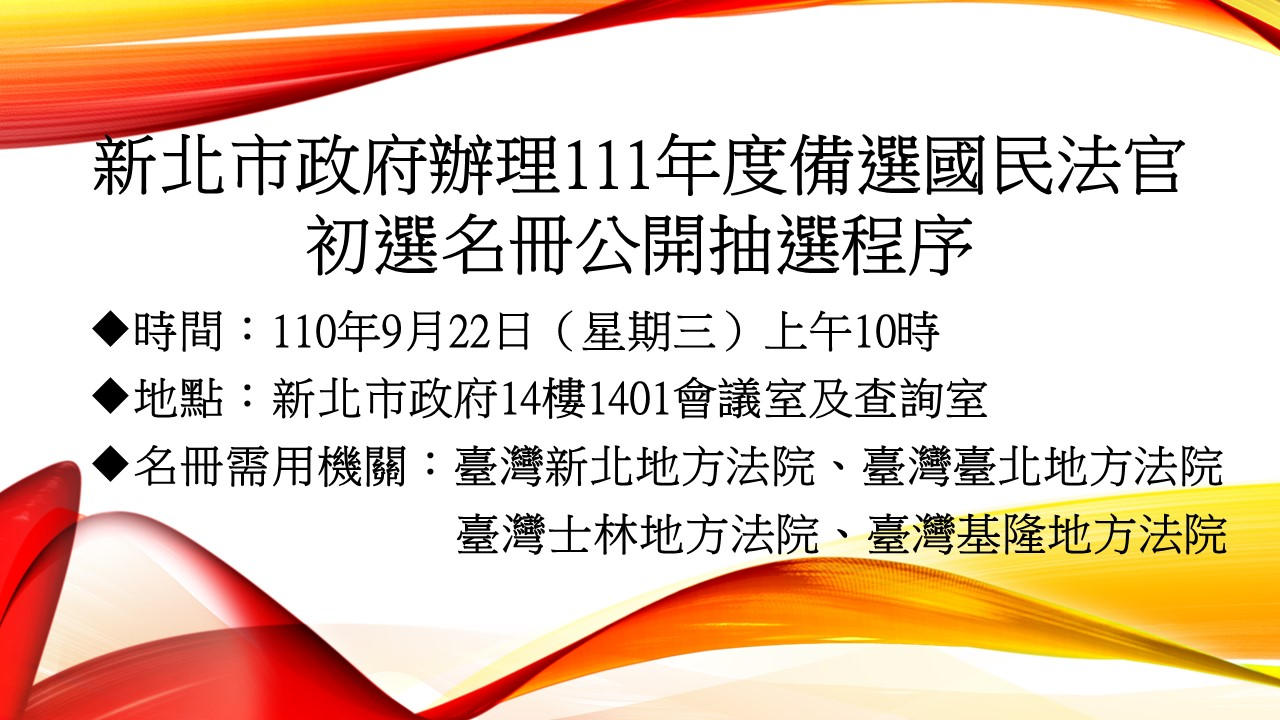 新北市政府辦理111年度備選國民法官
初選名冊公開抽選程序
◆時間：110年9月22日（星期三）上午10時
◆地點：新北市政府14樓1401會議室及查詢室
◆名冊需用機關：臺灣新北地方法院、臺灣臺北地方法院
臺灣士林地方法院、臺灣基隆地方法院